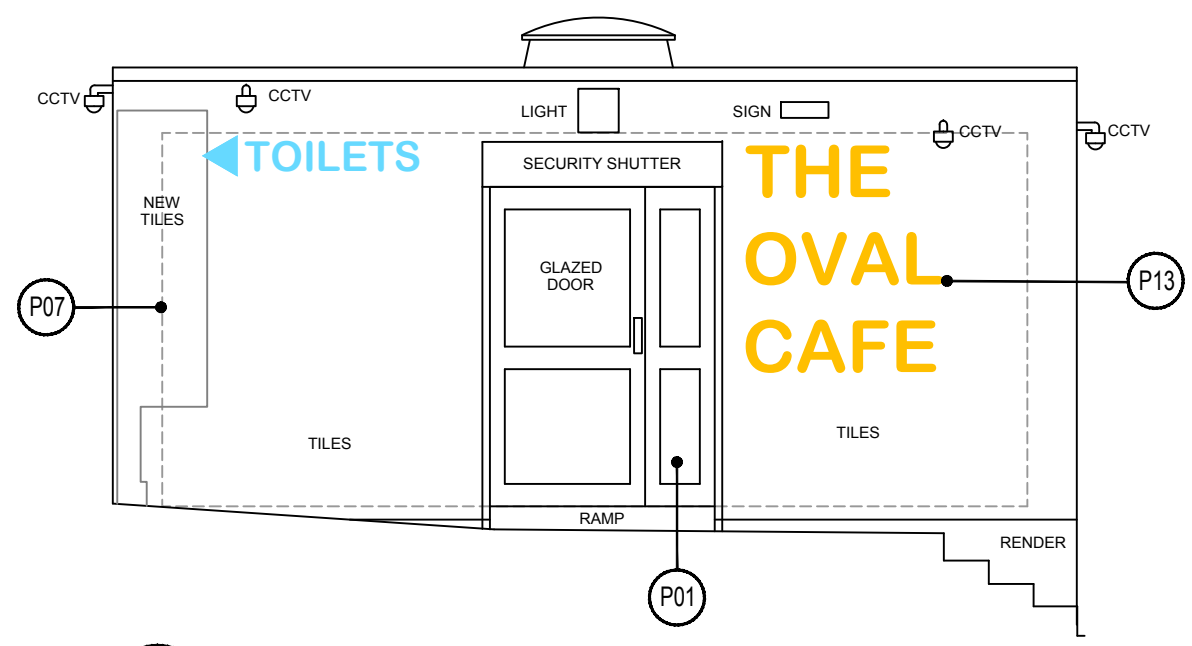 CCTV
CCTV
LIGHT
SIGN
CCTV
CCTV
TOILETS
SECURITY SHUTTER
THE
OVAL
CAFE
NEW
TILES
GLAZED
DOOR
P07
P13
TILES
TILES
RAMP
RENDER
P01